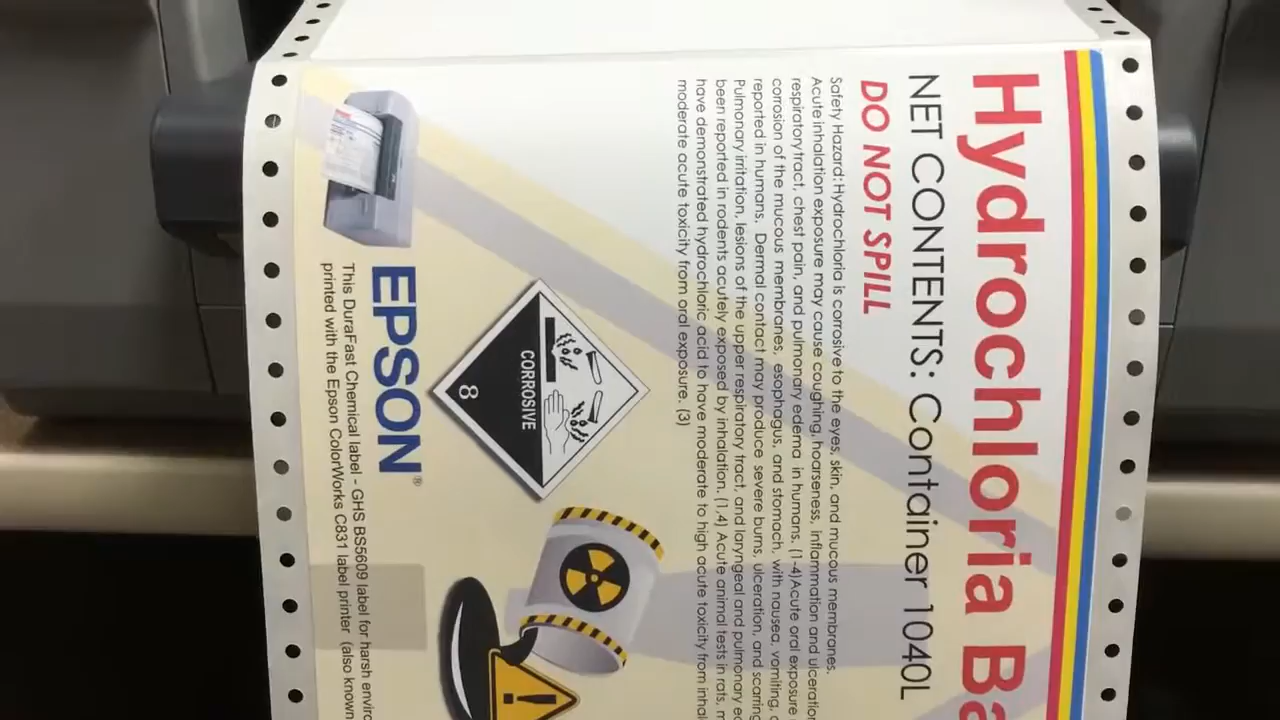 Hydrochloria Ba
NET CONTENTS: Container 1040L
DO NOT SPILL
Safety Hazard: Hydrochloria is corrosive to the eyes, skin, and mucous membranes.
Acute inhalation exposure may cause coughing, hoarseness, inflammation and ulceration
respiratory tract, chest pain, and pulmonary edema in humans. (1-4)Acute oral exposure
corrosion of the mucous membranes, esophagus, and stomach, with nausea, vomiting,
reported in humans. Dermal contact may produce severe burns, ulceration, and scarring
Pulmonary irritation, lesions of the upper respiratory tract, and laryngeal and pulmonary
been reported in rodents acutely exposed by inhalation. (1,4) Acute animal tests in rats,
have demonstrated hydrochloric acid to have moderate to high acute toxicity from
moderate acute toxicity from oral exposure. (3)
CORROSIVE
8
!
EPSON®
This DuraFast Chemical label - GHS BS5609 label for harsh
printed with the Epson ColorWorks C831 label printer (also known